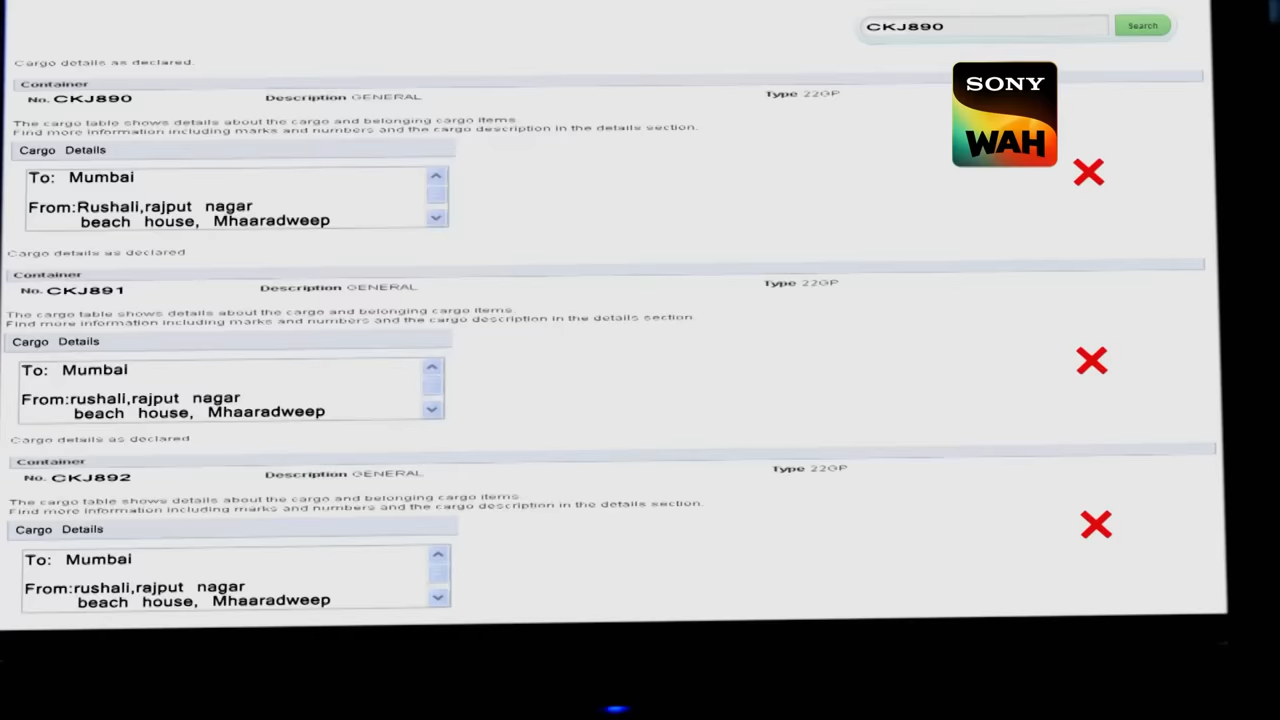 CKJ890 Search
Cargo details as declared.
Container
No. CKJ890 Description GENERAL Type 22GP
SONY
WAH
The cargo table shows details about the cargo and belonging cargo items.
Find more information including marks and numbers and the cargo description in the details section.
Cargo Details
To: Mumbai
From:Rushali,rajput nagar
beach house, Mhaaradweep
Cargo details as declared
Container
No. CKJ891 Description GENERAL Type 22GP
The cargo table shows details about the cargo and belonging cargo items.
Find more information including marks and numbers and the cargo description in the details section.
Cargo Details
To: Mumbai
From:rushali,rajput nagar
beach house, Mhaaradweep
Cargo details as declared
Container
No. CKJ892 Description GENERAL Type 22GP
The cargo table shows details about the cargo and belonging cargo items.
Find more information including marks and numbers and the cargo description in the details section.
Cargo Details
To: Mumbai
From:rushali,rajput nagar
beach house, Mhaaradweep